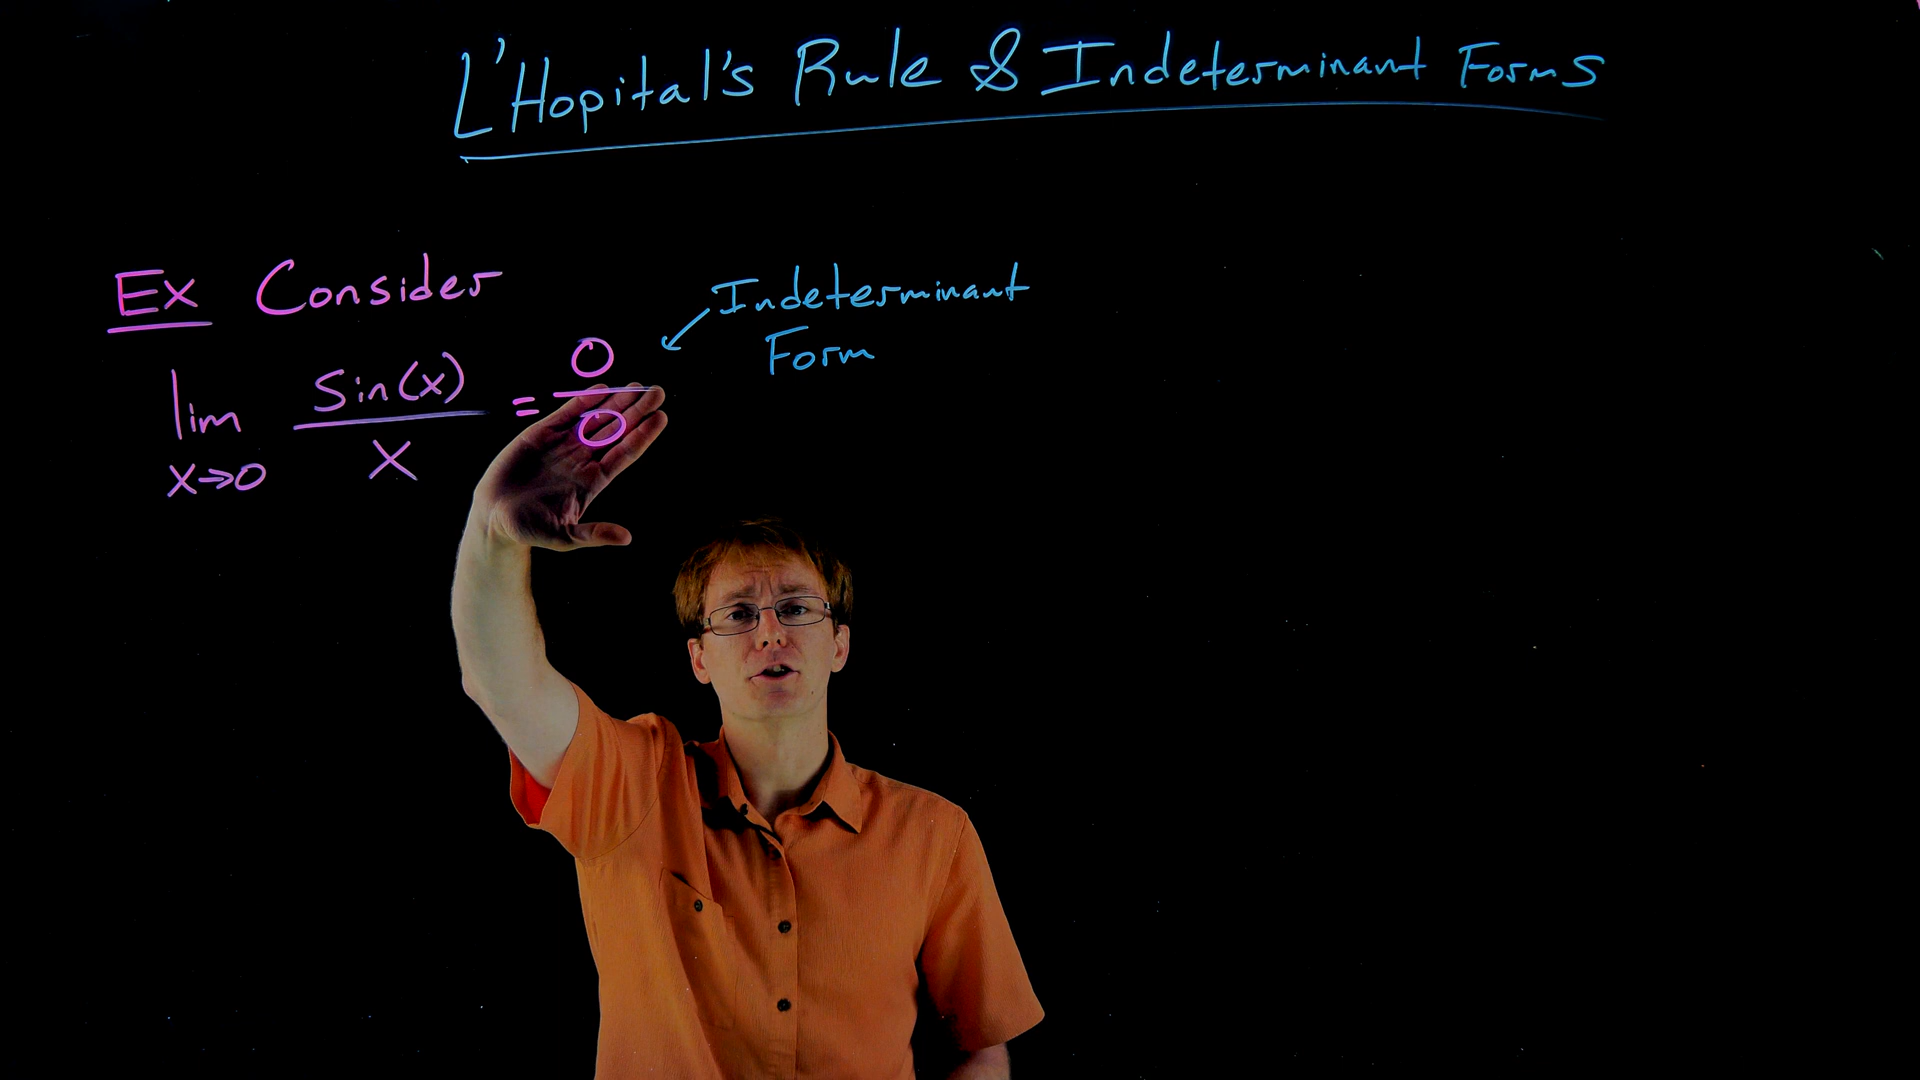 L'Hopital's Rule & Indeterminant Forms
Ex Consider
lim x→0 sin(x)/x = 0/0
Indeterminant
Form